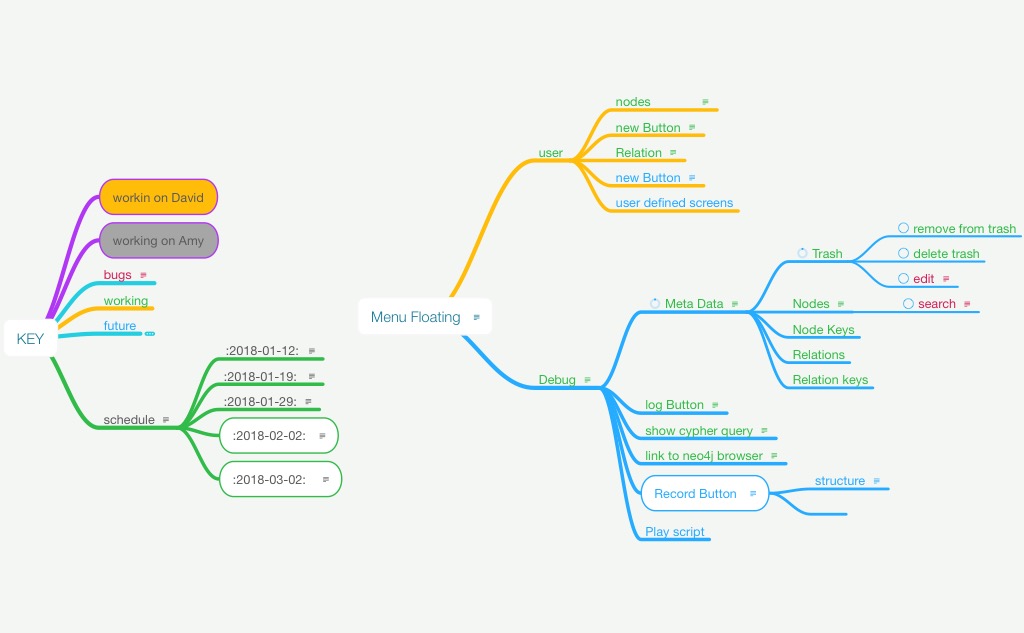 KEY
workin on David
working on Amy
bugs
working
future
schedule
:2018-01-12:
:2018-01-19:
:2018-01-29:
:2018-02-02:
:2018-03-02:
Menu Floating
user
nodes
new Button
Relation
new Button
user defined screens
Debug
Meta Data
Trash
remove from trash
delete trash
edit
Nodes
search
Node Keys
Relations
Relation keys
log Button
show cypher query
link to neo4j browser
Record Button
structure
Play script